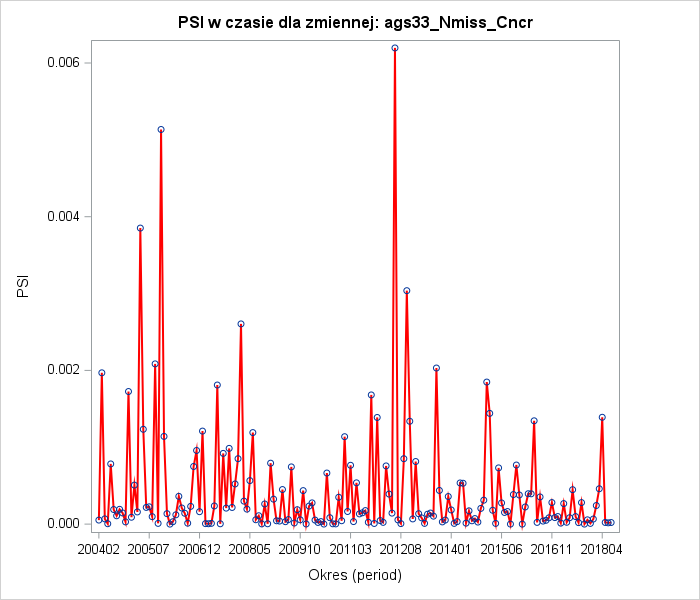 PSI w czasie dla zmiennej: ags33_Nmiss_Cncr
0.006
0.004
PSI
0.002
0.000
200402 200507 200612 200805 200910 201103 201208 201401 201506 201611 201804
Okres (period)